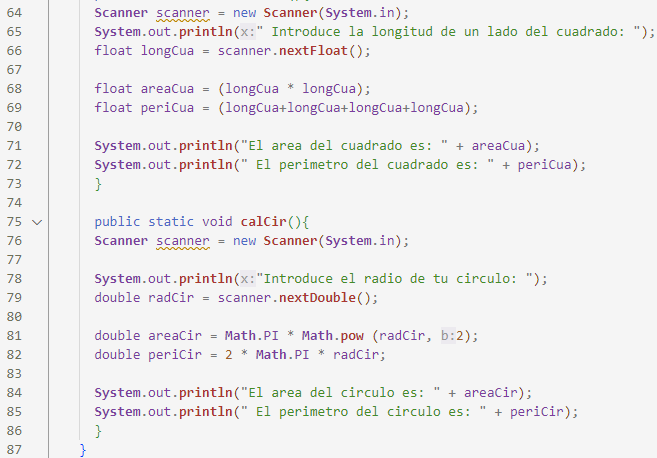 64 Scanner scanner = new Scanner(System.in);
65 System.out.println(x:" Introduce la longitud de un lado del cuadrado: ");
66 float longCua = scanner.nextFloat();
67
68 float areaCua = (longCua * longCua);
69 float periCua = (longCua+longCua+longCua+longCua);
70
71 System.out.println("El area del cuadrado es: " + areaCua);
72 System.out.println(" El perimetro del cuadrado es: " + periCua);
73 }
74
75 public static void calCir(){
76 Scanner scanner = new Scanner(System.in);
77
78 System.out.println(x:"Introduce el radio de tu circulo: ");
79 double radCir = scanner.nextDouble();
80
81 double areaCir = Math.PI * Math.pow (radCir, b:2);
82 double periCir = 2 * Math.PI * radCir;
83
84 System.out.println("El area del circulo es: " + areaCir);
85 System.out.println(" El perimetro del circulo es: " + periCir);
86 }
87 }